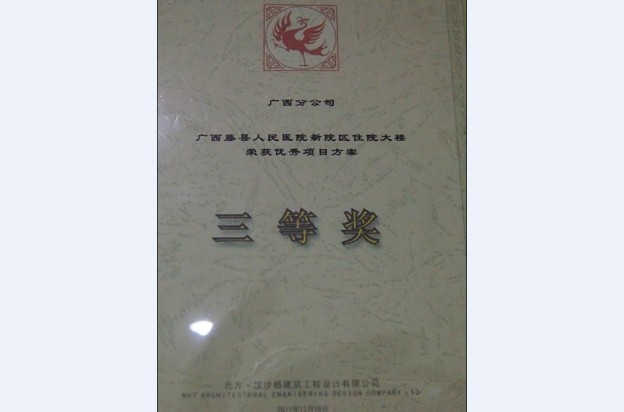 广西分公司
广西藤县人民医院新院区住院大楼
荣获优秀项目方案
三等奖
北方·汉沙杨建筑工程设计有限公司
NHY ARCHITECTURAL ENGINEERING DESIGN COMPANY LTD